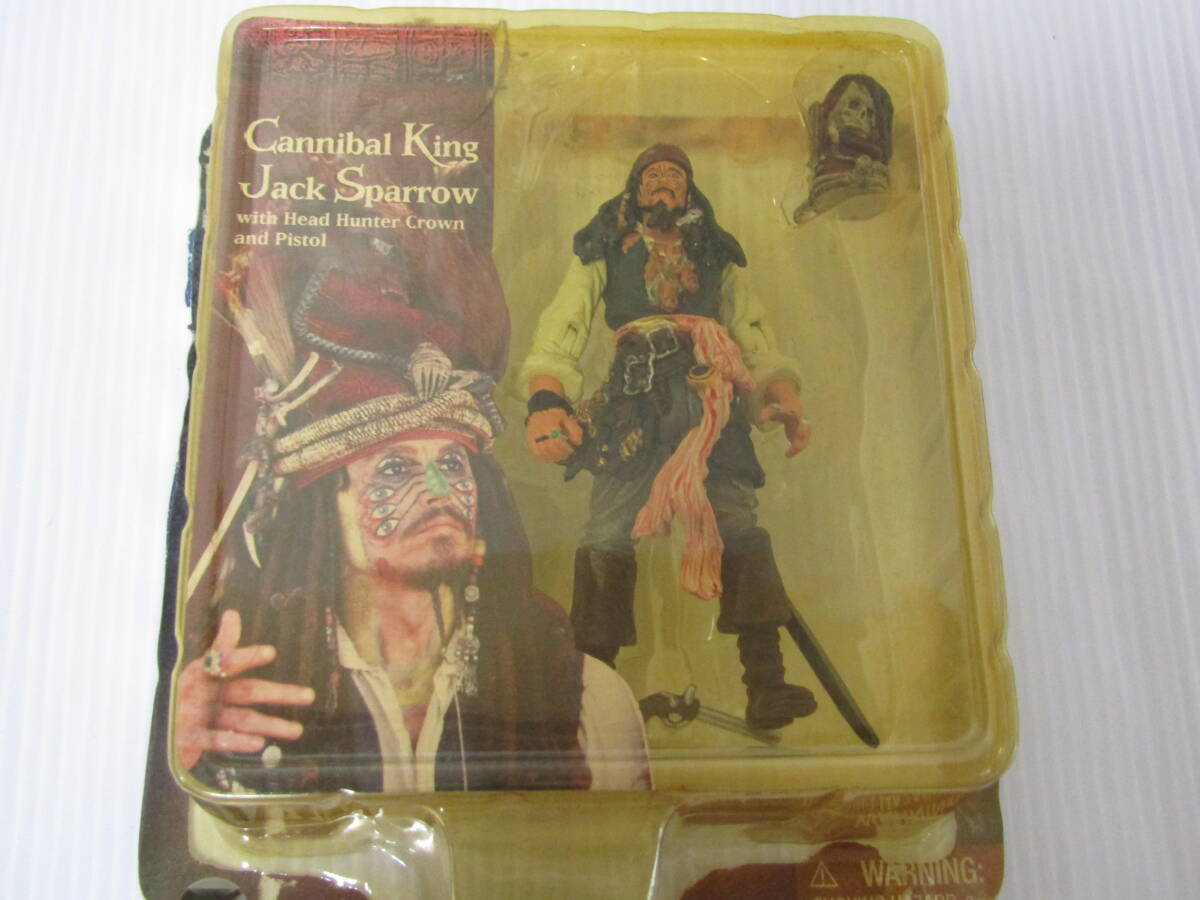 Cannibal King
Jack Sparrow
with Head Hunter Crown
and Pistol
WARNING: